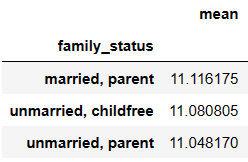 mean
family_status
married, parent 11.116175
unmarried, childfree 11.080805
unmarried, parent 11.048170